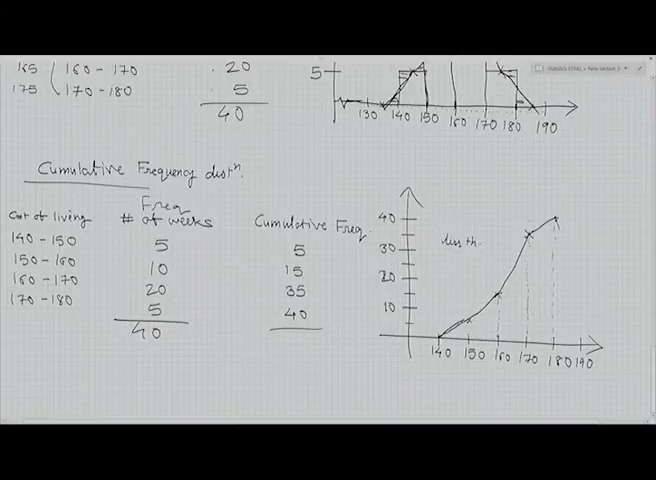 165 160 - 170 20
175 170 - 180 5
40
5
130 140 150 160 170 180 190
Cumulative Frequency distⁿ.
Cost of living
Freq
# of weeks
Cumulative Freq.
140 - 150 5 5
150 - 160 10 15
160 - 170 20 35
170 - 180 5 40
40
40
30
20
10
less th.
140 150 160 170 180 190